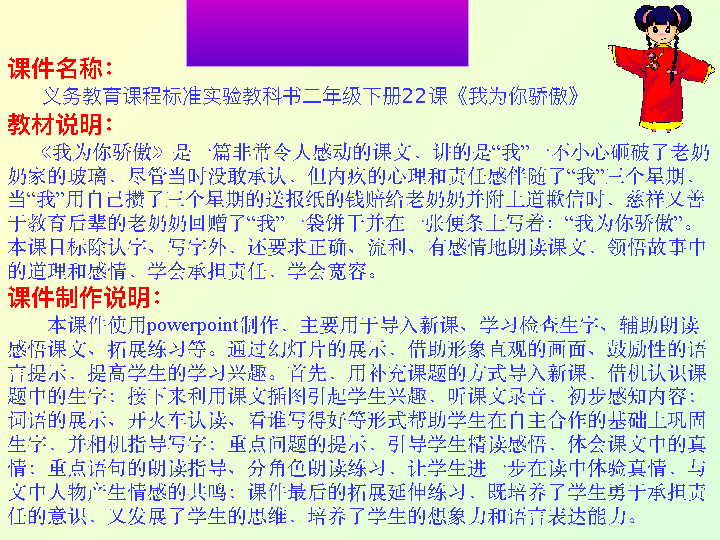 课件名称：
义务教育课程标准实验教科书二年级下册22课《我为你骄傲》
教材说明：
《我为你骄傲》是一篇非常令人感动的课文，讲的是“我”一不小心砸破了老奶
奶家的玻璃，尽管当时没敢承认，但内疚的心理和责任感伴随了“我”三个星期，
当“我”用自己攒了三个星期的送报纸的钱赔给老奶奶并附上道歉信时，慈祥又善
于教育后辈的老奶奶回赠了“我”一袋饼干并在一张便条上写着：“我为你骄傲”。
本课目标除认字、写字外，还要求正确、流利、有感情地朗读课文，领悟故事中
的道理和感情，学会承担责任，学会宽容。
课件制作说明：
本课件使用powerpoint制作，主要用于导入新课、学习检查生字、辅助朗读
感悟课文、拓展练习等。通过幻灯片的展示，借助形象直观的画面、鼓励性的语
言提示，提高学生的学习兴趣。首先，用补充课题的方式导入新课，借机认识课
题中的生字；接下来利用课文插图引起学生兴趣，听课文录音，初步感知内容；
词语的展示，开火车认读、看谁写得好等形式帮助学生在自主合作的基础上巩固
生字，并相机指导写字；重点问题的提示，引导学生精读感悟，体会课文中的真
情；重点语句的朗读指导、分角色朗读练习，让学生进一步在读中体验真情，与
文中人物产生情感的共鸣；课件最后的拓展延伸练习，既培养了学生勇于承担责
任的意识，又发展了学生的思维，培养了学生的想象力和语言表达能力。